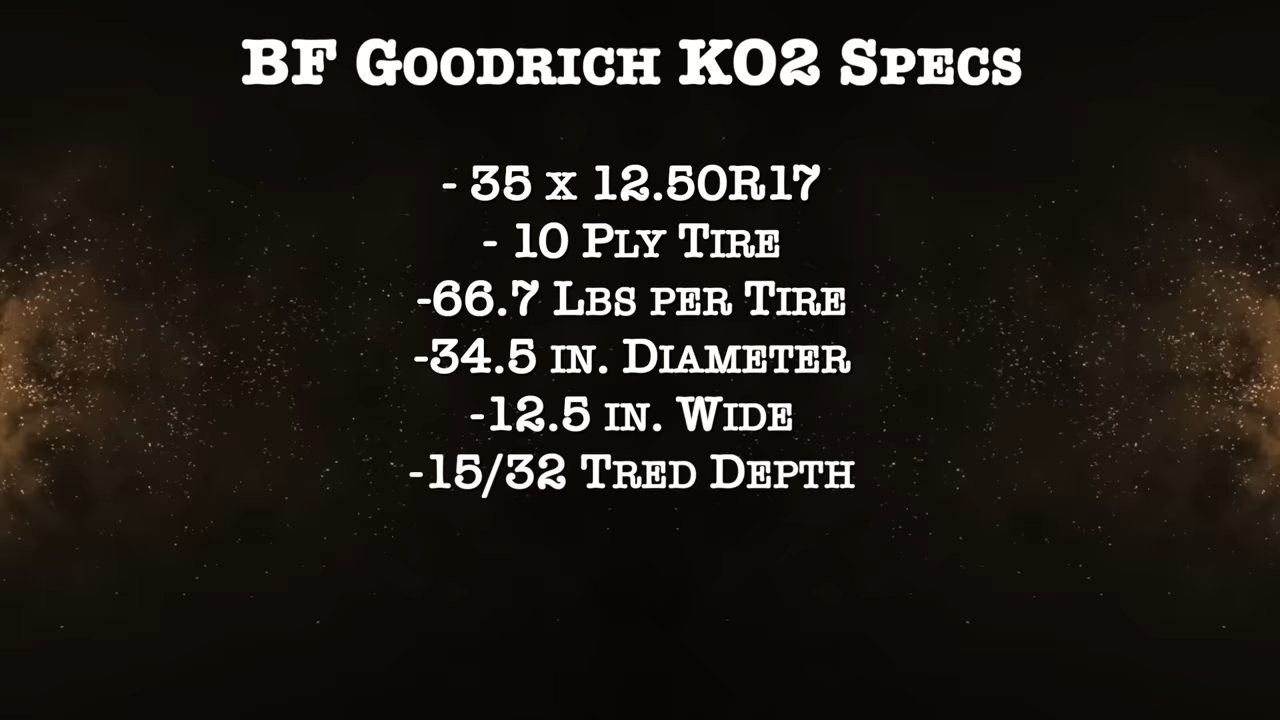 BF Goodrich KO2 Specs
- 35 x 12.50R17
- 10 Ply Tire
-66.7 Lbs per Tire
-34.5 in. Diameter
-12.5 in. Wide
-15/32 Tred Depth